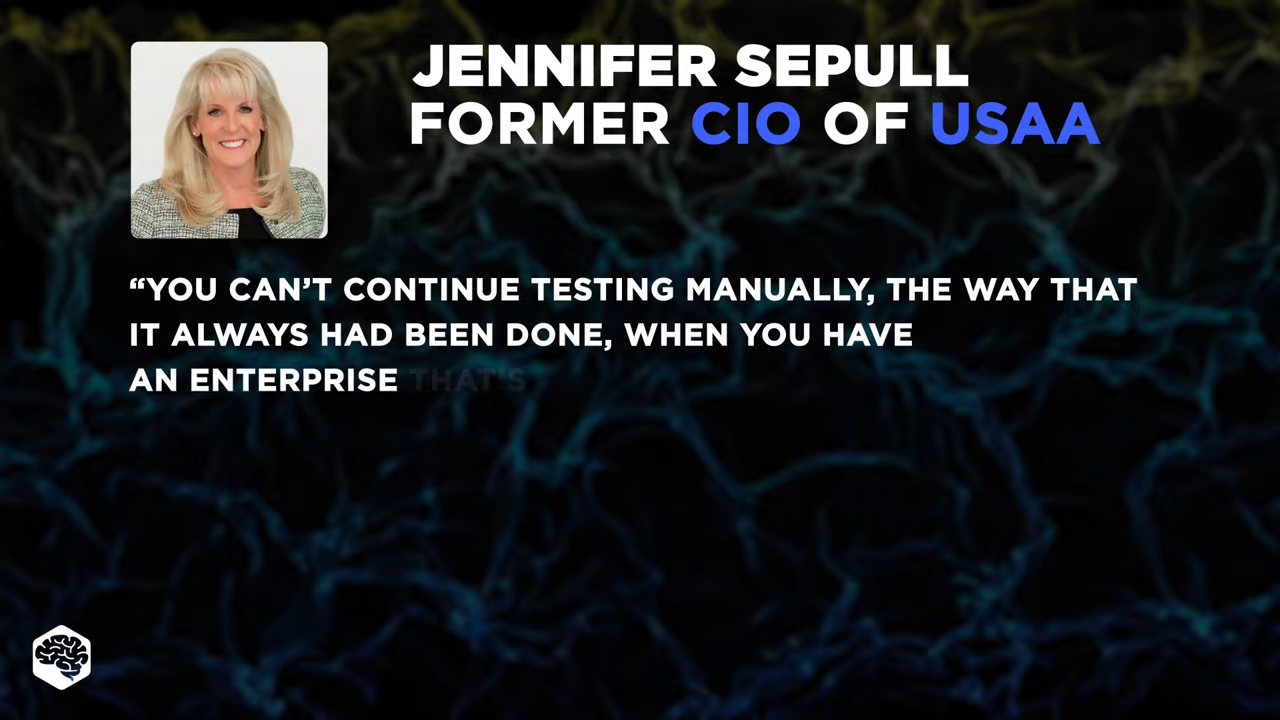 JENNIFER SEPULL
FORMER CIO OF USAA
“YOU CAN’T CONTINUE TESTING MANUALLY, THE WAY THAT
IT ALWAYS HAD BEEN DONE, WHEN YOU HAVE
AN ENTERPRISE THAT’S